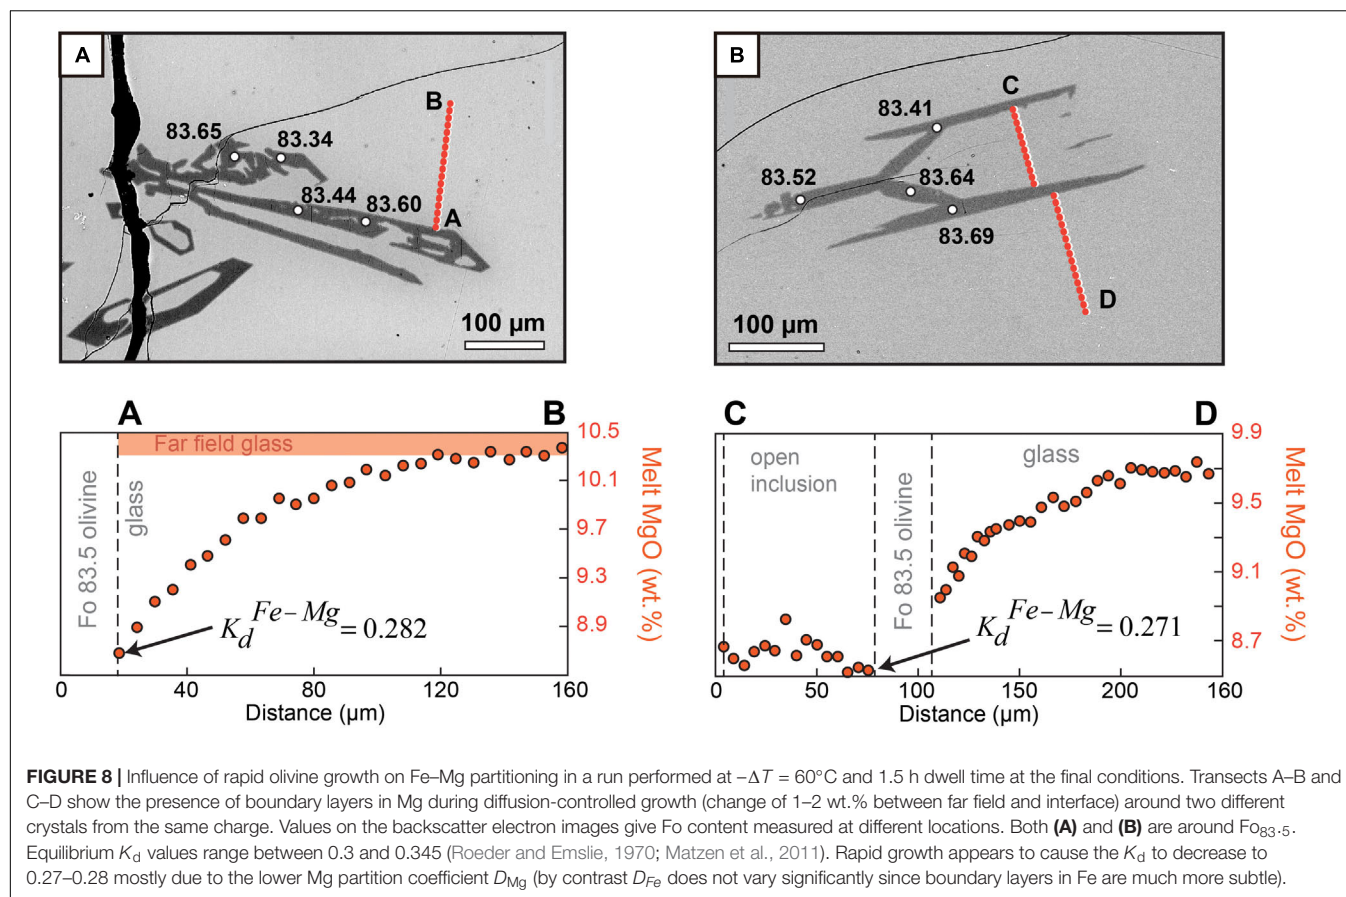 A
83.65
83.34
83.44
83.60
B
A
100 µm
B
C
83.41
83.52
83.64
83.69
D
100 µm
A
B
Far field glass
Fo 83.5 olivine
glass
Kd Fe–Mg = 0.282
10.5
10.1
9.7
9.3
8.9
Melt MgO (wt.%)
0
40
80
120
160
Distance (µm)
C
D
open
inclusion
Fo 83.5 olivine
glass
Kd Fe–Mg = 0.271
9.9
9.5
9.1
8.7
Melt MgO (wt.%)
0
50
100
150
200
160
Distance (µm)
FIGURE 8 | Influence of rapid olivine growth on Fe–Mg partitioning in a run performed at –ΔT = 60°C and 1.5 h dwell time at the final conditions. Transects A–B and
C–D show the presence of boundary layers in Mg during diffusion-controlled growth (change of 1–2 wt.% between far field and interface) around two different
crystals from the same charge. Values on the backscatter electron images give Fo content measured at different locations. Both (A) and (B) are around Fo83.5.
Equilibrium Kd values range between 0.3 and 0.345 (Roeder and Emslie, 1970; Matzen et al., 2011). Rapid growth appears to cause the Kd to decrease to
0.27–0.28 mostly due to the lower Mg partition coefficient DMg (by contrast DFe does not vary significantly since boundary layers in Fe are much more subtle).